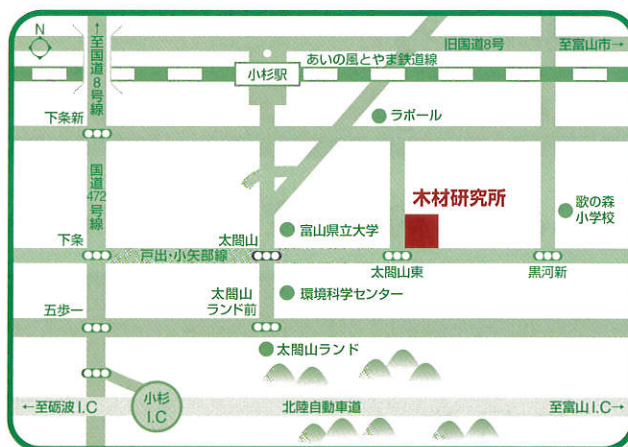 N
旧国道8号
至富山市→
←至国道8号線
あいの風とやま鉄道線
小杉駅
下条新
ラポール
国道472号線
木材研究所
歌の森
小学校
富山県立大学
太閤山
下条
戸出・小矢部線
太閤山東
黒河新
太閤山
ランド前
環境科学センター
五歩一
太閤山ランド
小杉
I.C
←至砺波I.C
北陸自動車道
至富山I.C→